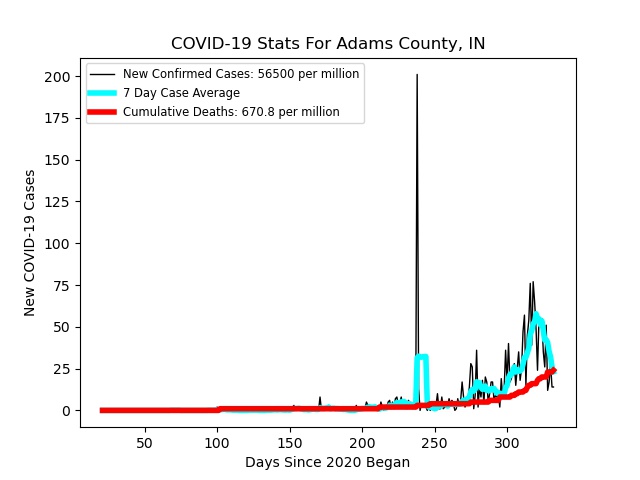 COVID-19 Stats For Adams County, IN
New Confirmed Cases: 56500 per million
7 Day Case Average
Cumulative Deaths: 670.8 per million
New COVID-19 Cases
200
175
150
125
100
75
50
25
0
50 100 150 200 250 300
Days Since 2020 Began